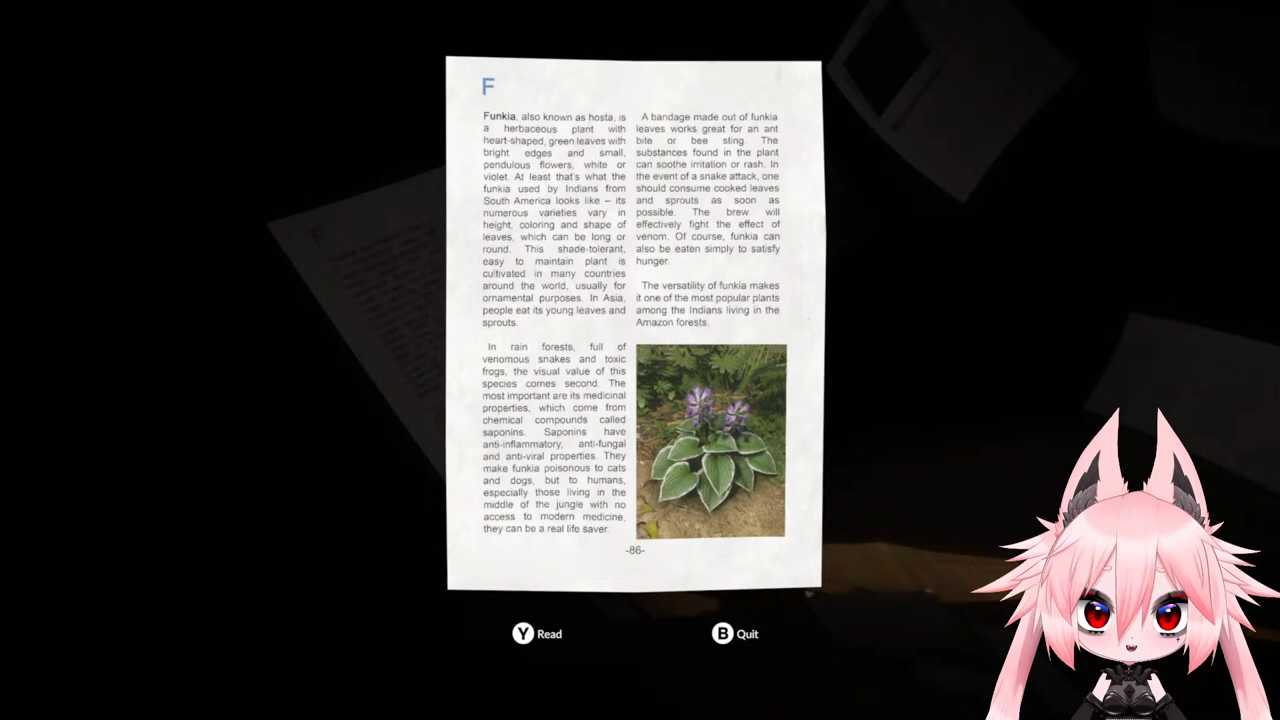 F
Funkia, also known as hosta, is
a herbaceous plant with
heart-shaped, green leaves with
bright edges and small,
pendulous flowers, white or
violet. At least that's what the
funkia used by Indians from
South America looks like – its
numerous varieties vary in
height, coloring and shape of
leaves, which can be long or
round. This shade-tolerant,
easy to maintain plant is
cultivated in many countries
around the world, usually for
ornamental purposes. In Asia,
people eat its young leaves and
sprouts.
In rain forests, full of
venomous snakes and toxic
frogs, the visual value of this
species comes second. The
most important are its medicinal
properties, which come from
chemical compounds called
saponins. Saponins have
anti-inflammatory, anti-fungal
and anti-viral properties. They
make funkia poisonous to cats
and dogs, but to humans,
especially those living in the
middle of the jungle with no
access to modern medicine,
they can be a real life saver.
A bandage made out of funkia
leaves works great for an ant
bite or bee sting. The
substances found in the plant
can soothe irritation or rash. In
the event of a snake attack, one
should consume cooked leaves
and sprouts as soon as
possible. The brew will
effectively fight the effect of
venom. Of course, funkia can
also be eaten simply to satisfy
hunger.
The versatility of funkia makes
it one of the most popular plants
among the Indians living in the
Amazon forests.
-86-
Y Read
B Quit